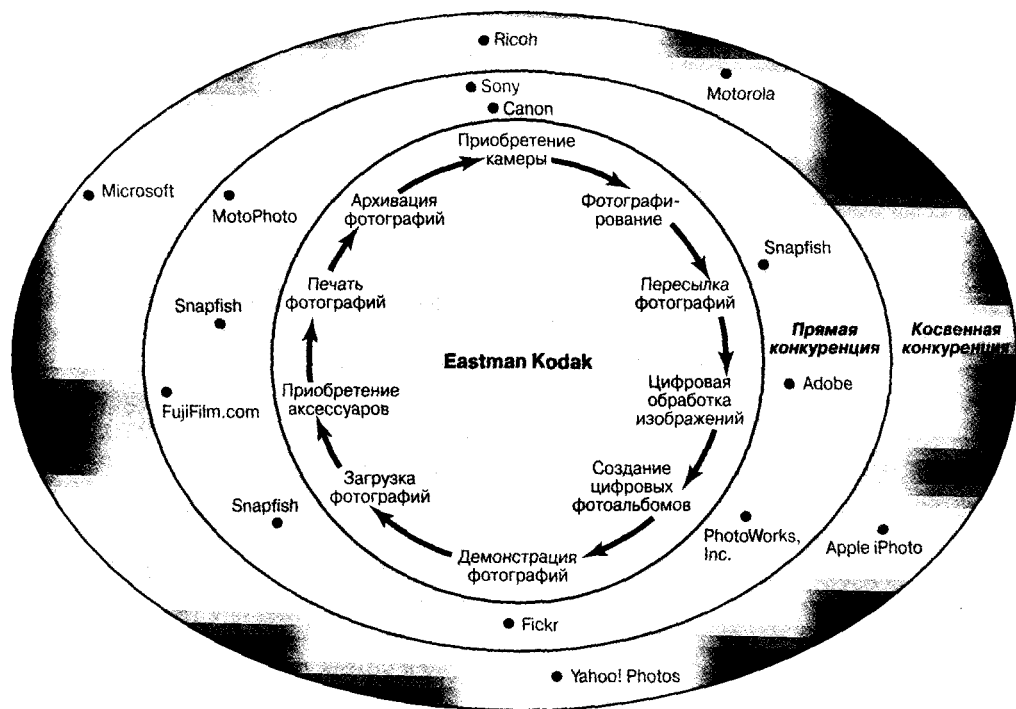 Ricoh
Motorola
Sony
Canon
Приобретение
камеры
Microsoft
MotoPhoto
Архивация
фотографий
Фотографи-
рование
Snapfish
Печать
фотографий
Пересылка
фотографий
Snapfish
Прямая
конкуренция
Косвенная
конкуренция
Eastman Kodak
FujiFilm.com
Приобретение
аксессуаров
Цифровая
обработка
изображений
Adobe
Загрузка
фотографий
Создание
цифровых
фотоальбомов
Snapfish
PhotoWorks,
Inc.
Apple iPhoto
Демонстрация
фотографий
Fickr
Yahoo! Photos